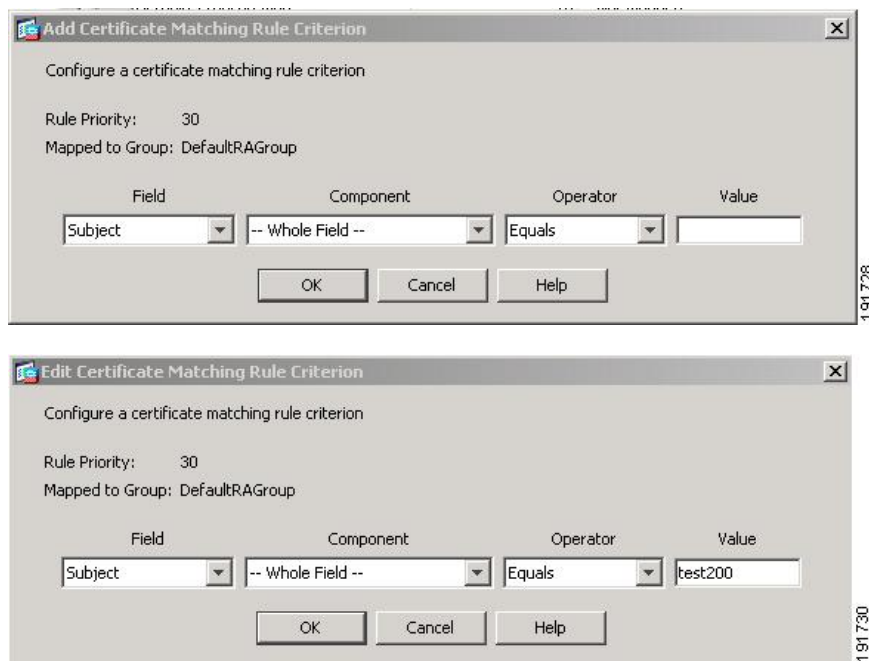 Add Certificate Matching Rule Criterion
Configure a certificate matching rule criterion
Rule Priority: 30
Mapped to Group: DefaultRAGroup
Field Component Operator Value
Subject -- Whole Field -- Equals
OK Cancel Help
191728
Edit Certificate Matching Rule Criterion
Configure a certificate matching rule criterion
Rule Priority: 30
Mapped to Group: DefaultRAGroup
Field Component Operator Value
Subject -- Whole Field -- Equals test200
OK Cancel Help
191730